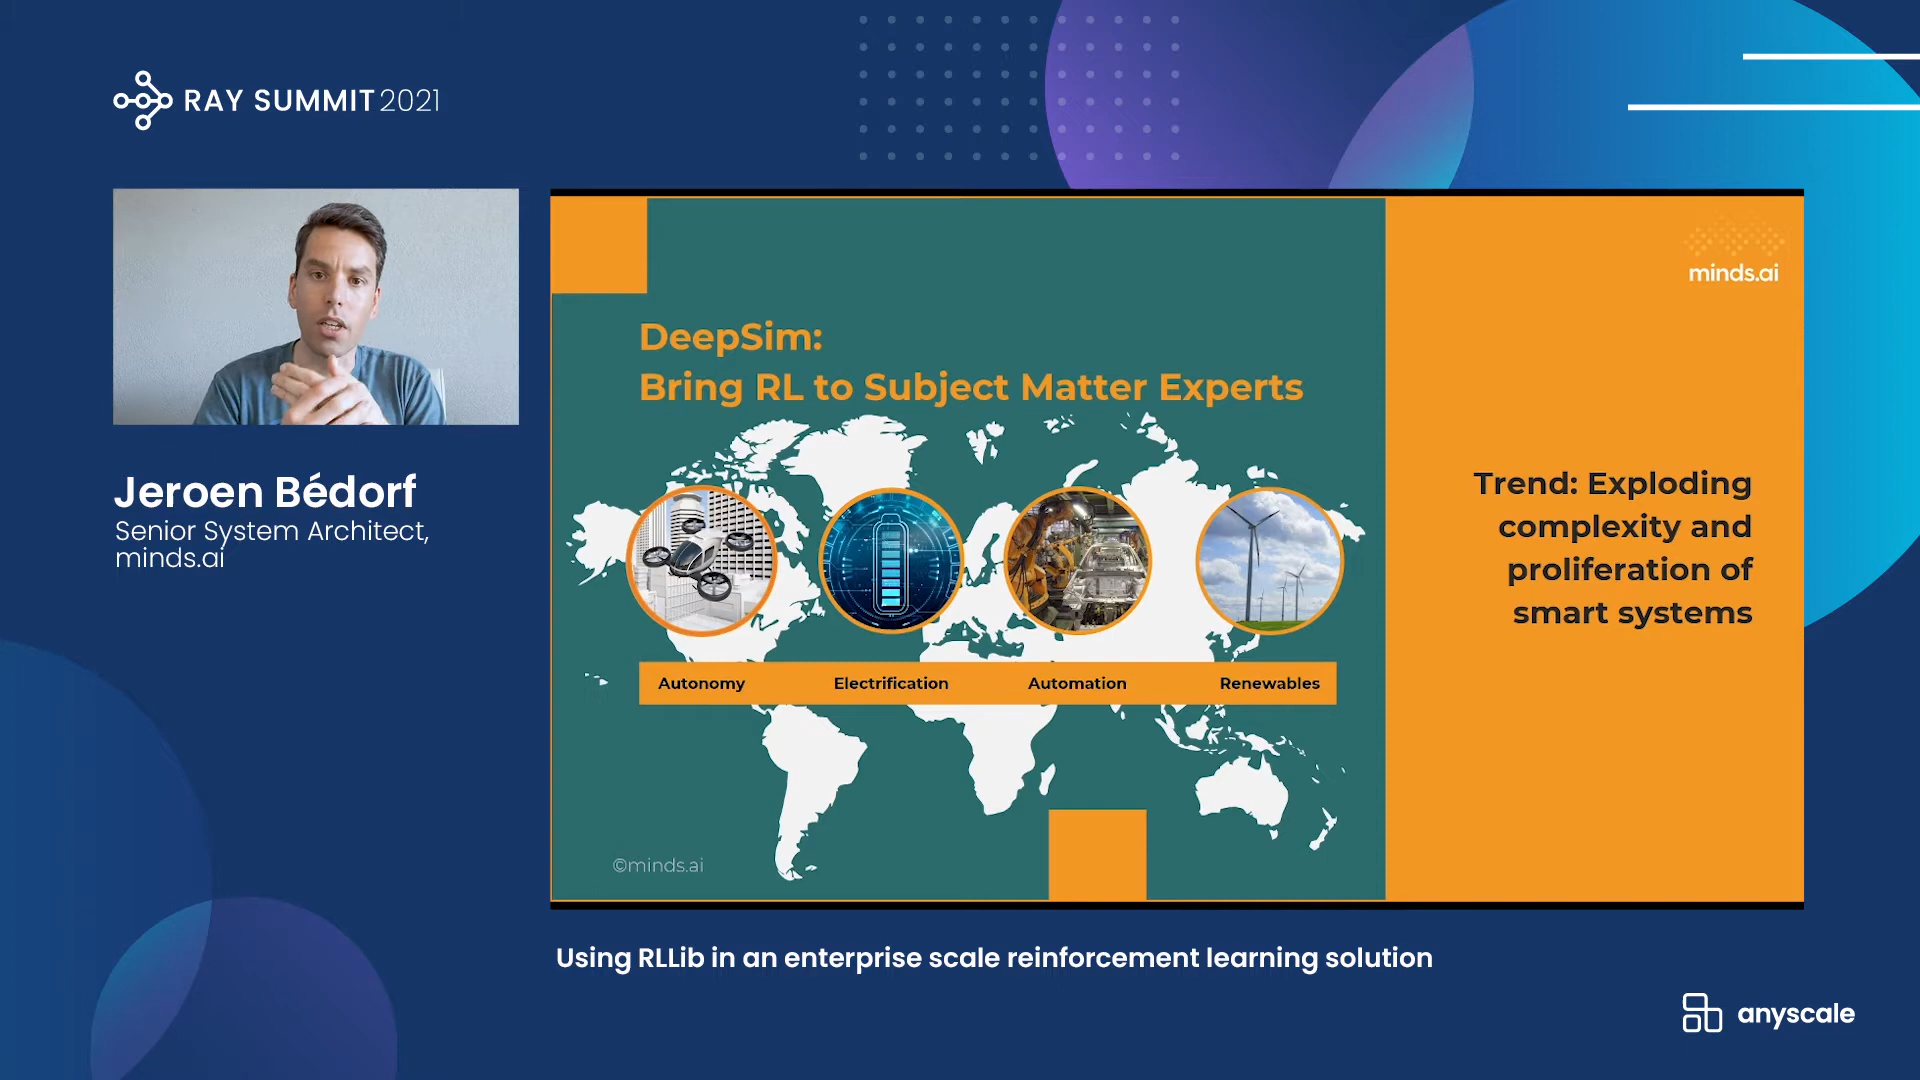 RAY SUMMIT 2021
Jeroen Bédorf
Senior System Architect,
minds.ai
minds.ai
DeepSim:
Bring RL to Subject Matter Experts
Autonomy Electrification Automation Renewables
©minds.ai
Trend: Exploding
complexity and
proliferation of
smart systems
Using RLLib in an enterprise scale reinforcement learning solution
anyscale